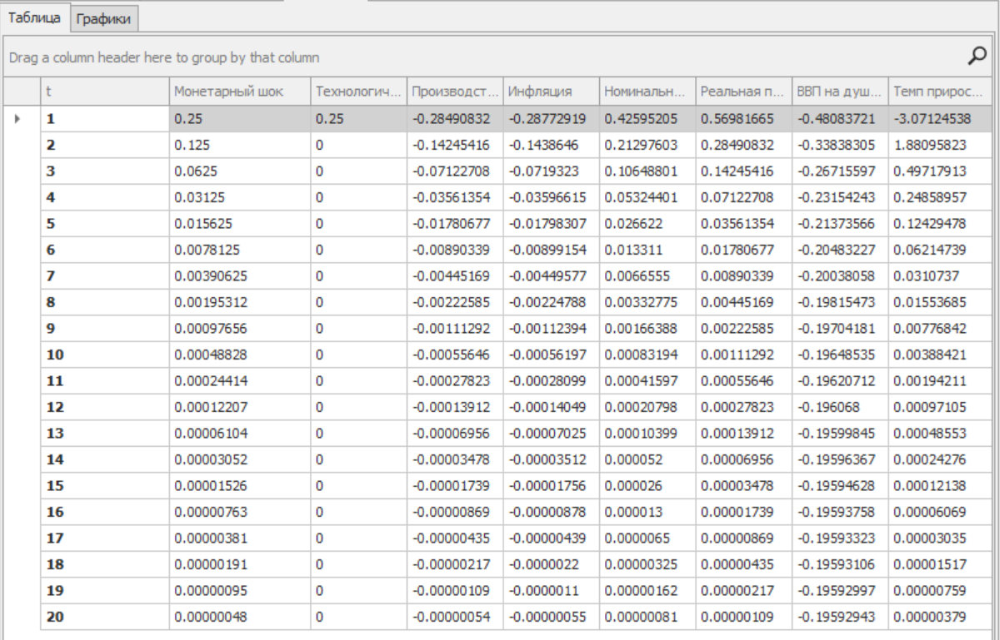 Таблица Графики
Drag a column header here to group by that column
t Монетарный шок Технологич... Производст... Инфляция Номинальн... Реальная п... ВВП на душ... Темп прирос...
1 0.25 0.25 -0.28490832 -0.28772919 0.42595205 0.56981665 -0.48083721 -3.07124538
2 0.125 0 -0.14245416 -0.1438646 0.21297603 0.28490832 -0.33838305 1.88095823
3 0.0625 0 -0.07122708 -0.0719323 0.10648801 0.14245416 -0.26715597 0.49717913
4 0.03125 0 -0.03561354 -0.03596615 0.05324401 0.07122708 -0.23154243 0.24858957
5 0.015625 0 -0.01780677 -0.01798307 0.026622 0.03561354 -0.21373566 0.12429478
6 0.0078125 0 -0.00890339 -0.00899154 0.013311 0.01780677 -0.20483227 0.06214739
7 0.00390625 0 -0.00445169 -0.00449577 0.0066555 0.00890339 -0.20038058 0.0310737
8 0.00195312 0 -0.00222585 -0.00224788 0.00332775 0.00445169 -0.19815473 0.01553685
9 0.00097656 0 -0.00111292 -0.00112394 0.00166388 0.00222585 -0.19704181 0.00776842
10 0.00048828 0 -0.00055646 -0.00056197 0.00083194 0.00111292 -0.19648535 0.00388421
11 0.00024414 0 -0.00027823 -0.00028099 0.00041597 0.00055646 -0.19620712 0.00194211
12 0.00012207 0 -0.00013912 -0.00014049 0.00020798 0.00027823 -0.196068 0.00097105
13 0.00006104 0 -0.00006956 -0.00007025 0.00010399 0.00013912 -0.19599845 0.00048553
14 0.00003052 0 -0.00003478 -0.00003512 0.000052 0.00006956 -0.19596367 0.00024276
15 0.00001526 0 -0.00001739 -0.00001756 0.000026 0.00003478 -0.19594628 0.00012138
16 0.00000763 0 -0.00000869 -0.00000878 0.000013 0.00001739 -0.19593758 0.00006069
17 0.00000381 0 -0.00000435 -0.00000439 0.0000065 0.00000869 -0.19593323 0.00003035
18 0.00000191 0 -0.00000217 -0.0000022 0.00000325 0.00000435 -0.19593106 0.00001517
19 0.00000095 0 -0.00000109 -0.0000011 0.00000162 0.00000217 -0.19592997 0.00000759
20 0.00000048 0 -0.00000054 -0.00000055 0.00000081 0.00000109 -0.19592943 0.00000379